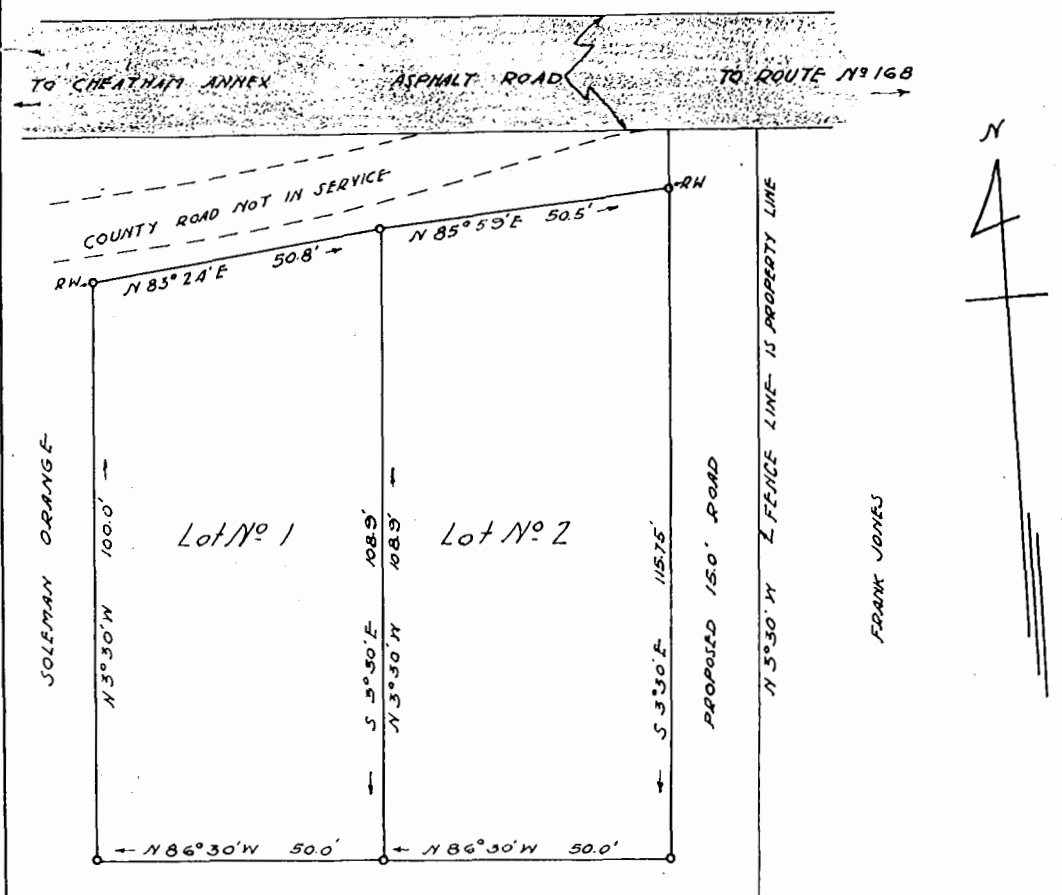 TO CHEATHAM ANNEX
ASPHALT ROAD
TO ROUTE Nº 168
N
COUNTY ROAD NOT IN SERVICE
RW
N 85° 59' E 50.5'
RW
N 83° 24' E 50.8'
SOLEMAN ORANGE
N 3° 30' W 100.0'
Lot Nº 1
S 3° 30' E 108.9'
N 3° 30' W 108.9'
Lot Nº 2
S 3° 30' E 115.75'
PROPOSED 15.0' ROAD
N 3° 30' W FENCE LINE IS PROPERTY LINE
FRANK JONES
N 86° 30' W 50.0'
N 86° 30' W 50.0'